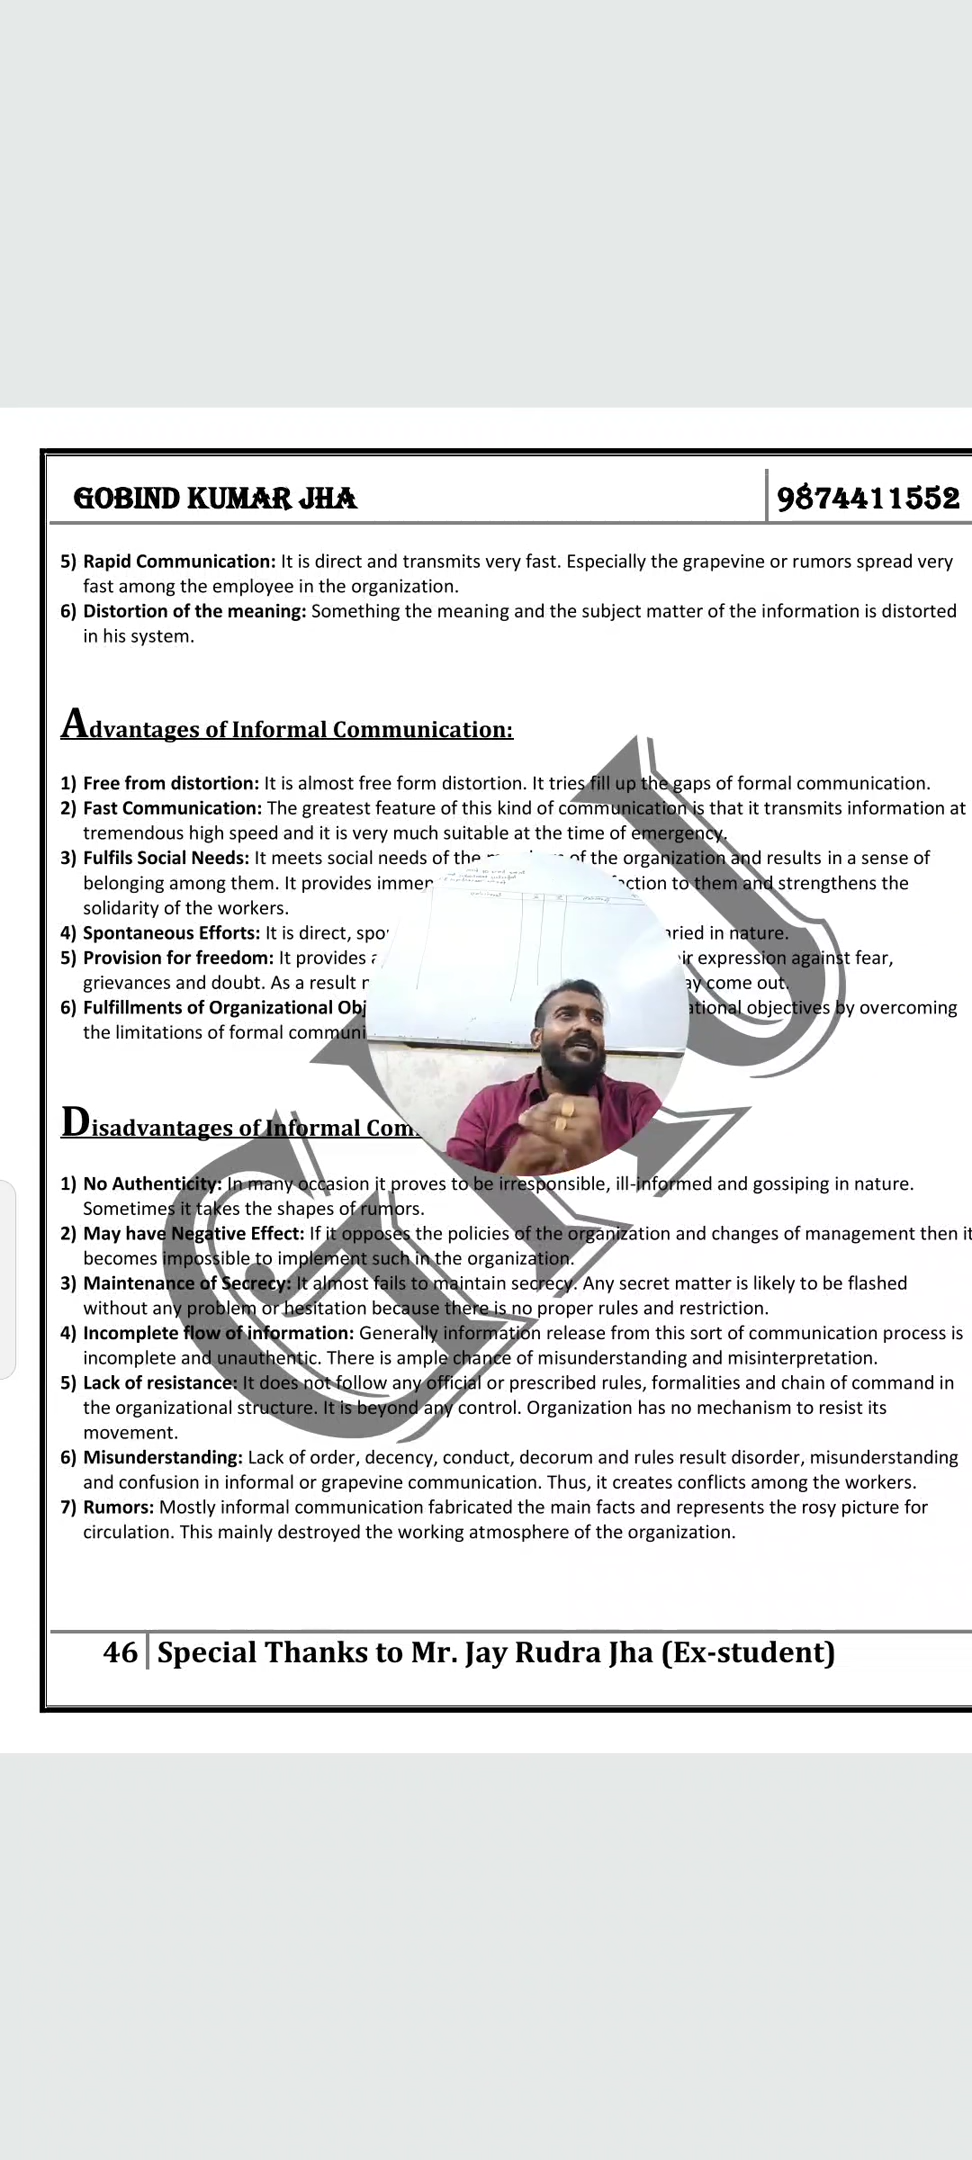 GOBIND KUMAR JHA
9874411552
5) Rapid Communication: It is direct and transmits very fast. Especially the grapevine or rumors spread very
fast among the employee in the organization.
6) Distortion of the meaning: Something the meaning and the subject matter of the information is distorted
in his system.
Advantages of Informal Communication:
1) Free from distortion: It is almost free form distortion. It tries fill up the gaps of formal communication.
2) Fast Communication: The greatest feature of this kind of communication is that it transmits information at
tremendous high speed and it is very much suitable at the time of emergency.
3) Fulfils Social Needs: It meets social needs of the of the organization and results in a sense of
belonging among them. It provides to them and strengthens the
solidarity of the workers.
4) Spontaneous Efforts: It is direct, in nature.
5) Provision for freedom: It provides expression against fear,
grievances and doubt. As a result come out.
6) Fulfillments of Organizational objectives by overcoming
the limitations of formal
Disadvantages of Informal
1) No Authenticity: In many occasion it proves to be irresponsible, ill-informed and gossiping in nature.
Sometimes it takes the shapes of rumors.
2) May have Negative Effect: If it opposes the policies of the organization and changes of management then it
becomes impossible to implement such in the organization.
3) Maintenance of Secrecy: It almost fails to maintain secrecy. Any secret matter is likely to be flashed
without any problem or hesitation because there is no proper rules and restriction.
4) Incomplete flow of information: Generally information release from this sort of communication process is
incomplete and unauthentic. There is ample chance of misunderstanding and misinterpretation.
5) Lack of resistance: It does not follow any official or prescribed rules, formalities and chain of command in
the organizational structure. It is beyond any control. Organization has no mechanism to resist its
movement.
6) Misunderstanding: Lack of order, decency, conduct, decorum and rules result disorder, misunderstanding
and confusion in informal or grapevine communication. Thus, it creates conflicts among the workers.
7) Rumors: Mostly informal communication fabricated the main facts and represents the rosy picture for
circulation. This mainly destroyed the working atmosphere of the organization.
46 Special Thanks to Mr. Jay Rudra Jha (Ex-student)
GKJ